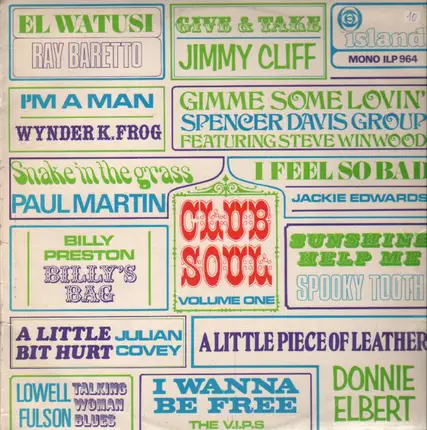 EL WATUSI
RAY BARETTO
GIVE & TAKE
JIMMY CLIFF
10
island
MONO ILP 964
I'M A MAN
WYNDER K. FROG
GIMME SOME LOVIN'
SPENCER DAVIS GROUP
FEATURING STEVE WINWOOD
Snake in the grass
PAUL MARTIN
I FEEL SO BAD
JACKIE EDWARDS
CLUB
SOUL
VOLUME ONE
BILLY
PRESTON
BILLY'S
BAG
SUNSHINE
HELP ME
SPOOKY TOOTH
A LITTLE
BIT HURT
JULIAN
COVEY
A LITTLE PIECE OF LEATHER
DONNIE
ELBERT
LOWELL
FULSON
TALKING
WOMAN
BLUES
I WANNA
BE FREE
THE V.I.P.S